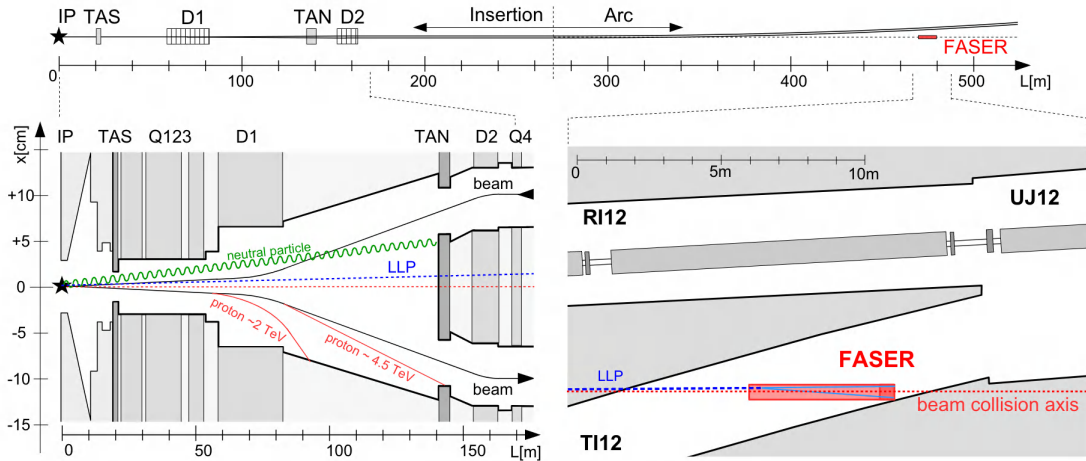 IP TAS D1 TAN D2 Insertion Arc
FASER
0 100 200 300 400 500 L[m]
IP TAS Q123 D1 TAN D2 Q4
x[cm]
+10
+5
0
-5
-10
-15
beam
neutral particle
LLP
proton ~2 TeV
proton ~ 4.5 TeV
beam
0 50 100 150 L[m]
0 5m 10m
RI12
UJ12
FASER
LLP
beam collision axis
TI12